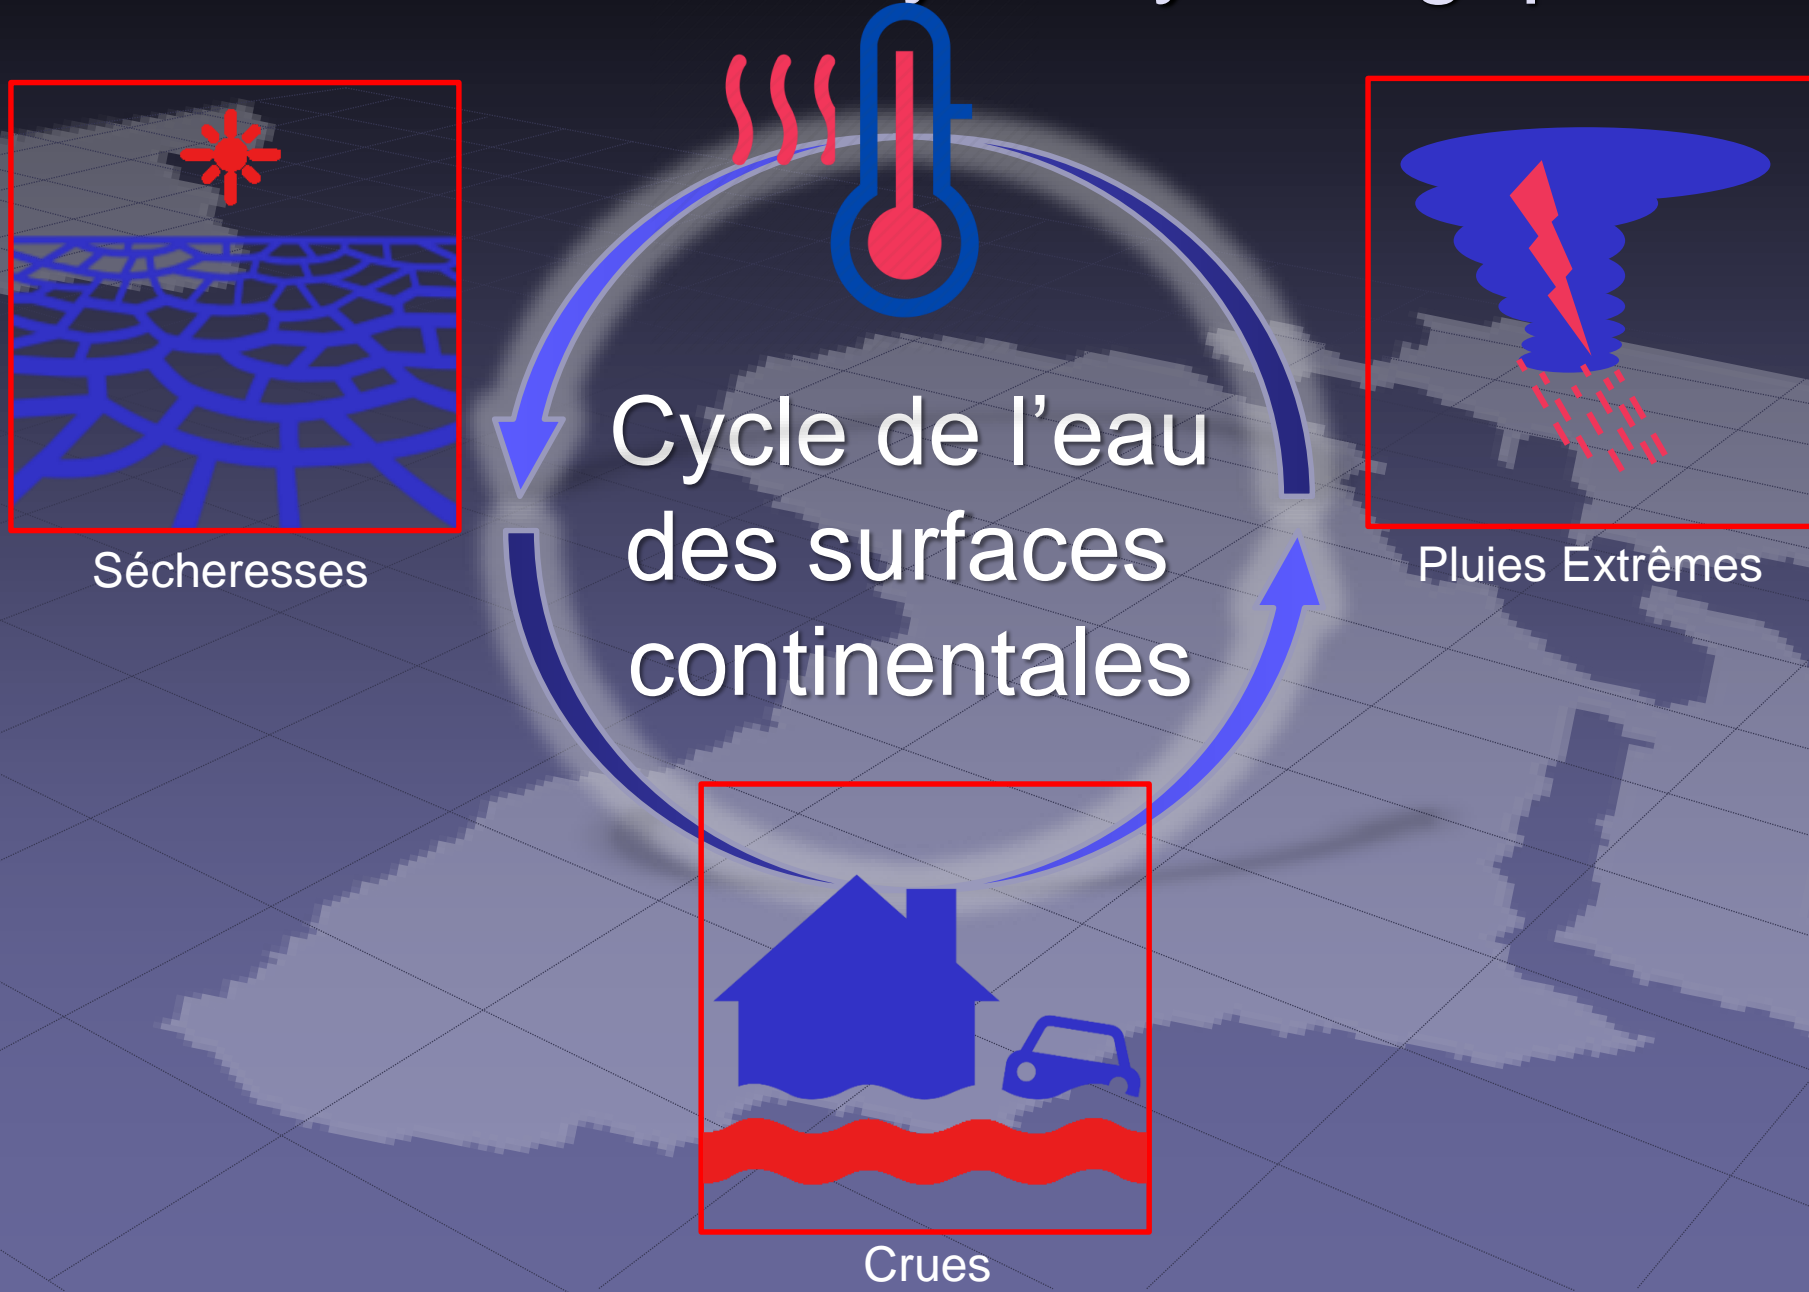 Sécheresses
Pluies Extrêmes
Cycle de l’eau
des surfaces
continentales
Crues